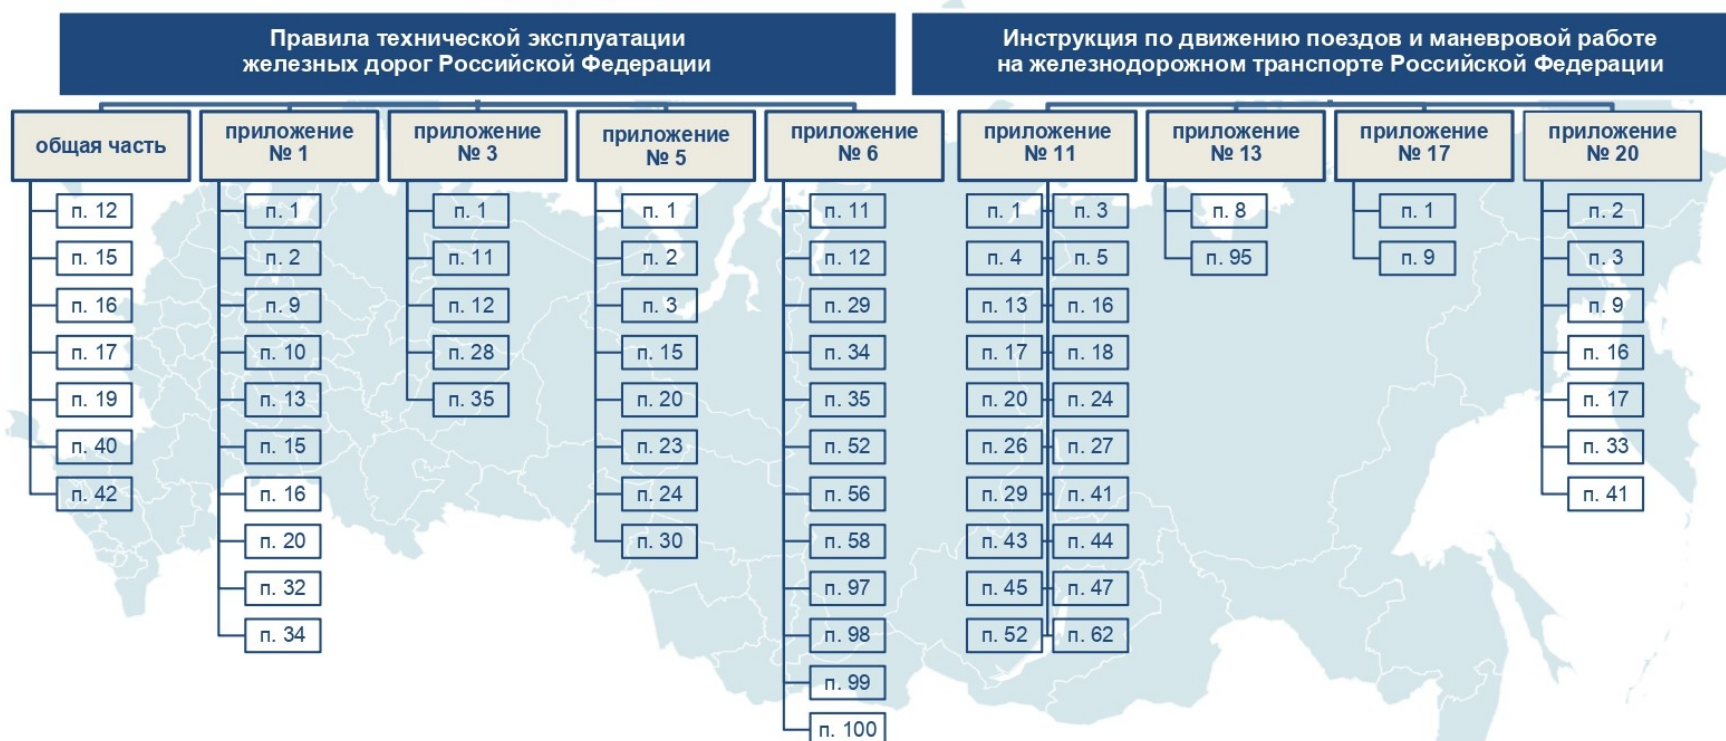 Правила технической эксплуатации
железных дорог Российской Федерации
общая часть
п. 12
п. 15
п. 16
п. 17
п. 19
п. 40
п. 42
приложение
№ 1
п. 1
п. 2
п. 9
п. 10
п. 13
п. 15
п. 16
п. 20
п. 32
п. 34
приложение
№ 3
п. 1
п. 11
п. 12
п. 28
п. 35
приложение
№ 5
п. 1
п. 2
п. 3
п. 15
п. 20
п. 23
п. 24
п. 30
приложение
№ 6
п. 11
п. 12
п. 29
п. 34
п. 35
п. 52
п. 56
п. 58
п. 97
п. 98
п. 99
п. 100
Инструкция по движению поездов и маневровой работе
на железнодорожном транспорте Российской Федерации
приложение
№ 11
п. 1 п. 3
п. 4 п. 5
п. 13 п. 16
п. 17 п. 18
п. 20 п. 24
п. 26 п. 27
п. 29 п. 41
п. 43 п. 44
п. 45 п. 47
п. 52 п. 62
приложение
№ 13
п. 8
п. 95
приложение
№ 17
п. 1
п. 9
приложение
№ 20
п. 2
п. 3
п. 9
п. 16
п. 17
п. 33
п. 41